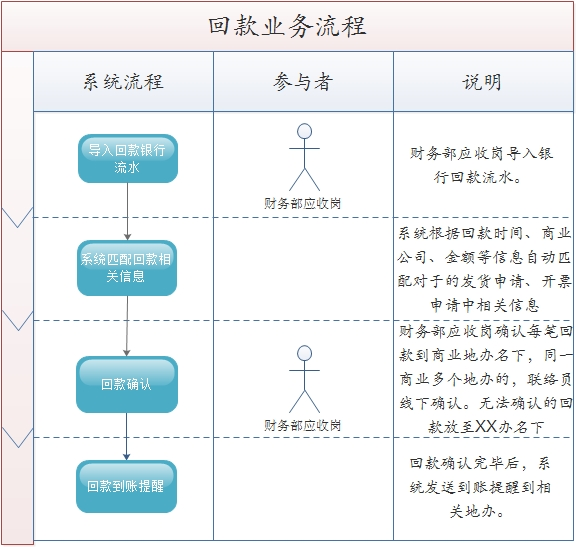 回款业务流程
系统流程
参与者
说明
导入回款银行
流水
财务部应收岗
财务部应收岗导入银
行回款流水。
系统匹配回款相
关信息
系统根据回款时间、商业
公司、金额等信息自动匹
配对于的发货申请、开票
申请中相关信息
回款确认
财务部应收岗
财务部应收岗确认每笔回
款到商业地办名下，同一
商业多个地办的，联络员
线下确认。无法确认的回
款放至XX办名下
回款到账提醒
回款确认完毕后，系
统发送到账提醒到相
关地办。